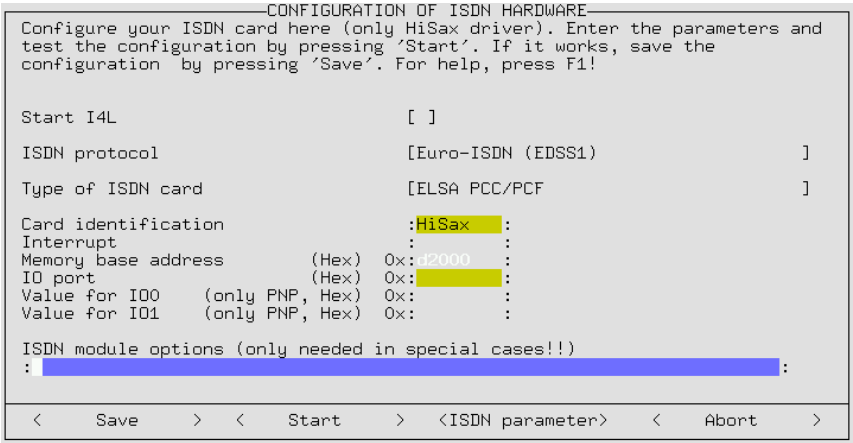 CONFIGURATION OF ISDN HARDWARE
Configure your ISDN card here (only HiSax driver). Enter the parameters and
test the configuration by pressing ´Start´. If it works, save the
configuration  by pressing ´Save´. For help, press F1!
Start I4L [ ]
ISDN protocol [Euro-ISDN (EDSS1) ]
Type of ISDN card [ELSA PCC/PCF ]
Card identification :HiSax :
Interrupt : :
Memory base address (Hex) 0x:d2000 :
IO port (Hex) 0x: :
Value for IO0 (only PNP, Hex) 0x: :
Value for IO1 (only PNP, Hex) 0x: :
ISDN module options (only needed in special cases!!)
: :
< Save > < Start > <ISDN parameter> < Abort >